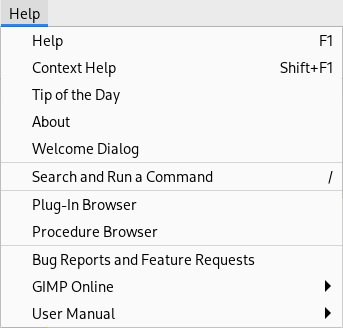 Help
Help F1
Context Help Shift+F1
Tip of the Day
About
Welcome Dialog
Search and Run a Command /
Plug-In Browser
Procedure Browser
Bug Reports and Feature Requests
GIMP Online
User Manual